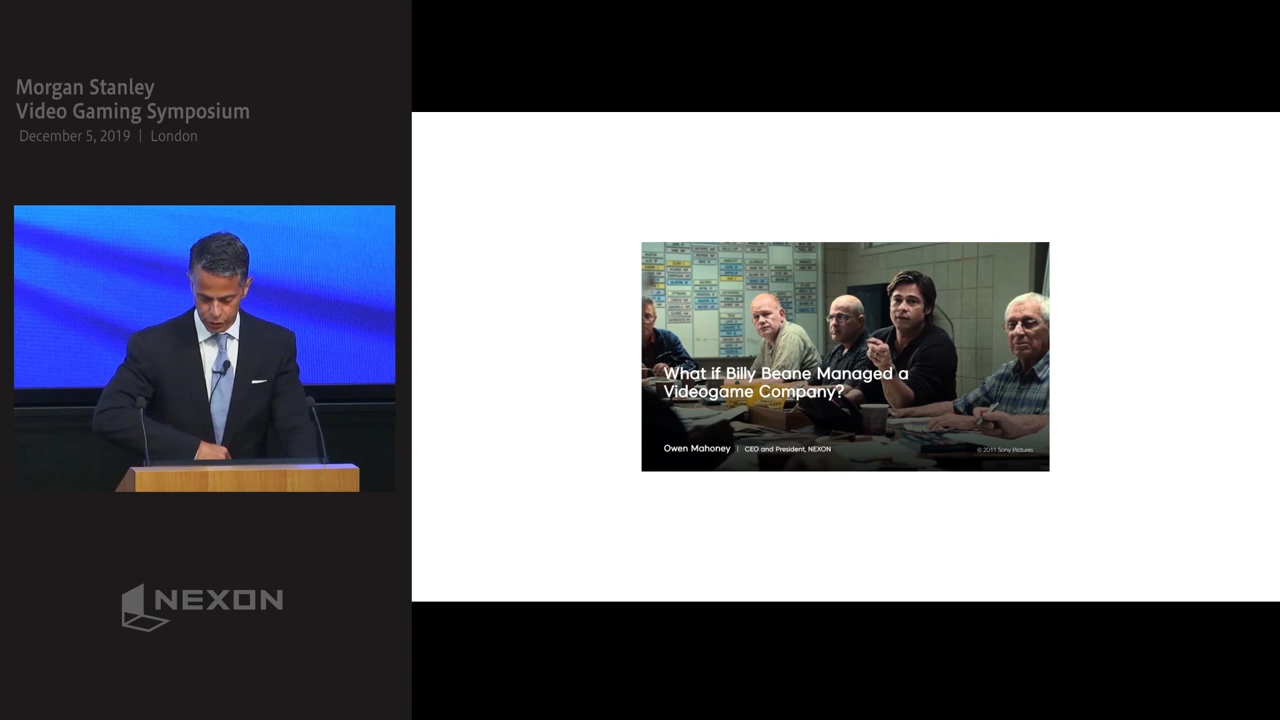 Morgan Stanley
Video Gaming Symposium
December 5, 2019 | London
What if Billy Beane Managed a
Videogame Company?
Owen Mahoney | CEO and President, NEXON
© 2011 Sony Pictures
NEXON